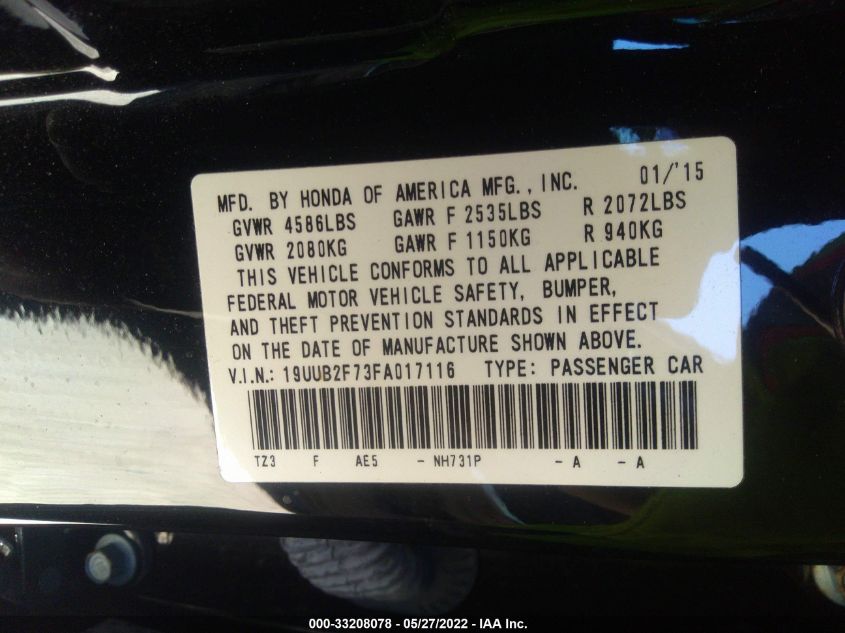 MFD. BY HONDA OF AMERICA MFG., INC. 01/'15
GVWR 4586LBS GAWR F 2535LBS R 2072LBS
GVWR 2080KG GAWR F 1150KG R 940KG
THIS VEHICLE CONFORMS TO ALL APPLICABLE
FEDERAL MOTOR VEHICLE SAFETY, BUMPER,
AND THEFT PREVENTION STANDARDS IN EFFECT
ON THE DATE OF MANUFACTURE SHOWN ABOVE.
V.I.N.: 19UUB2F73FA017116 TYPE: PASSENGER CAR
TZ3 F AE5 - NH731P - A - A
000-33208078 - 05/27/2022 - IAA Inc.